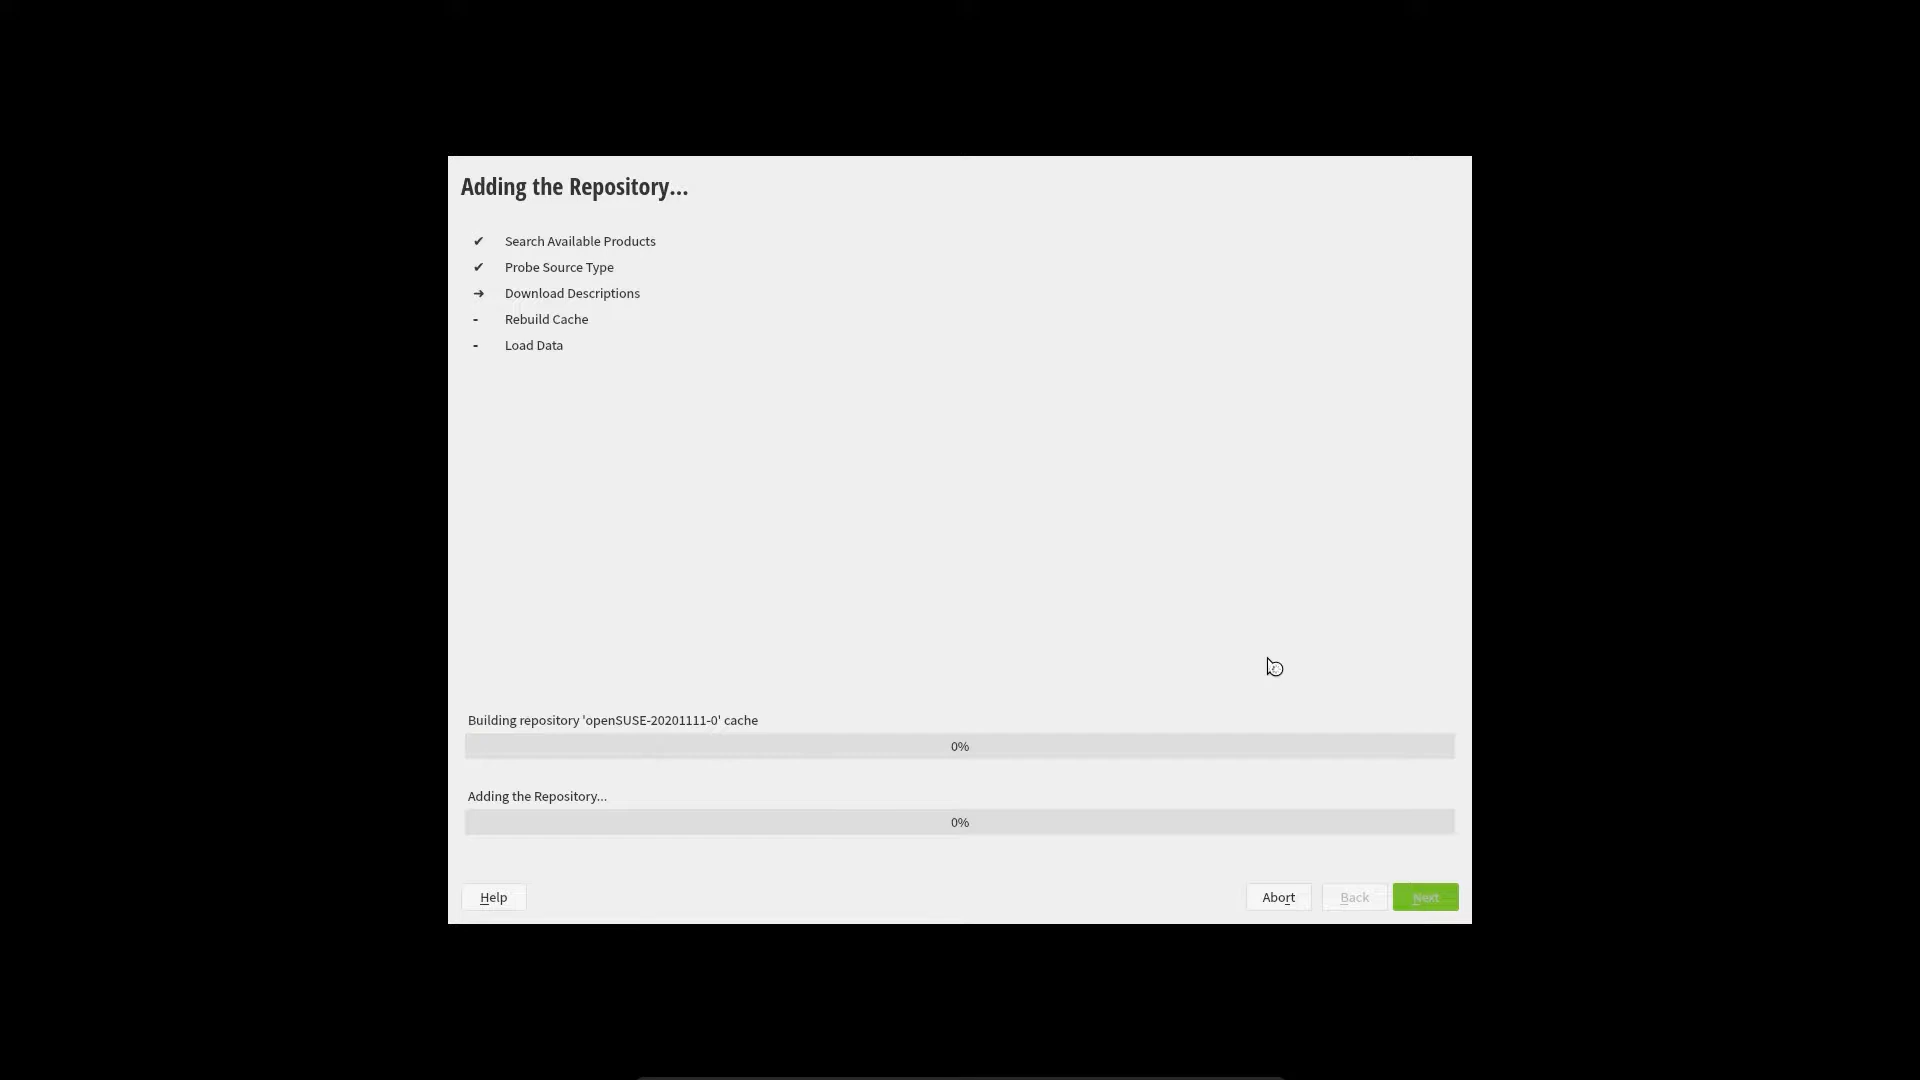 Adding the Repository...
✔ Search Available Products
✔ Probe Source Type
➔ Download Descriptions
- Rebuild Cache
- Load Data
Building repository 'openSUSE-20201111-0' cache
0%
Adding the Repository...
0%
Help Abort Back Next